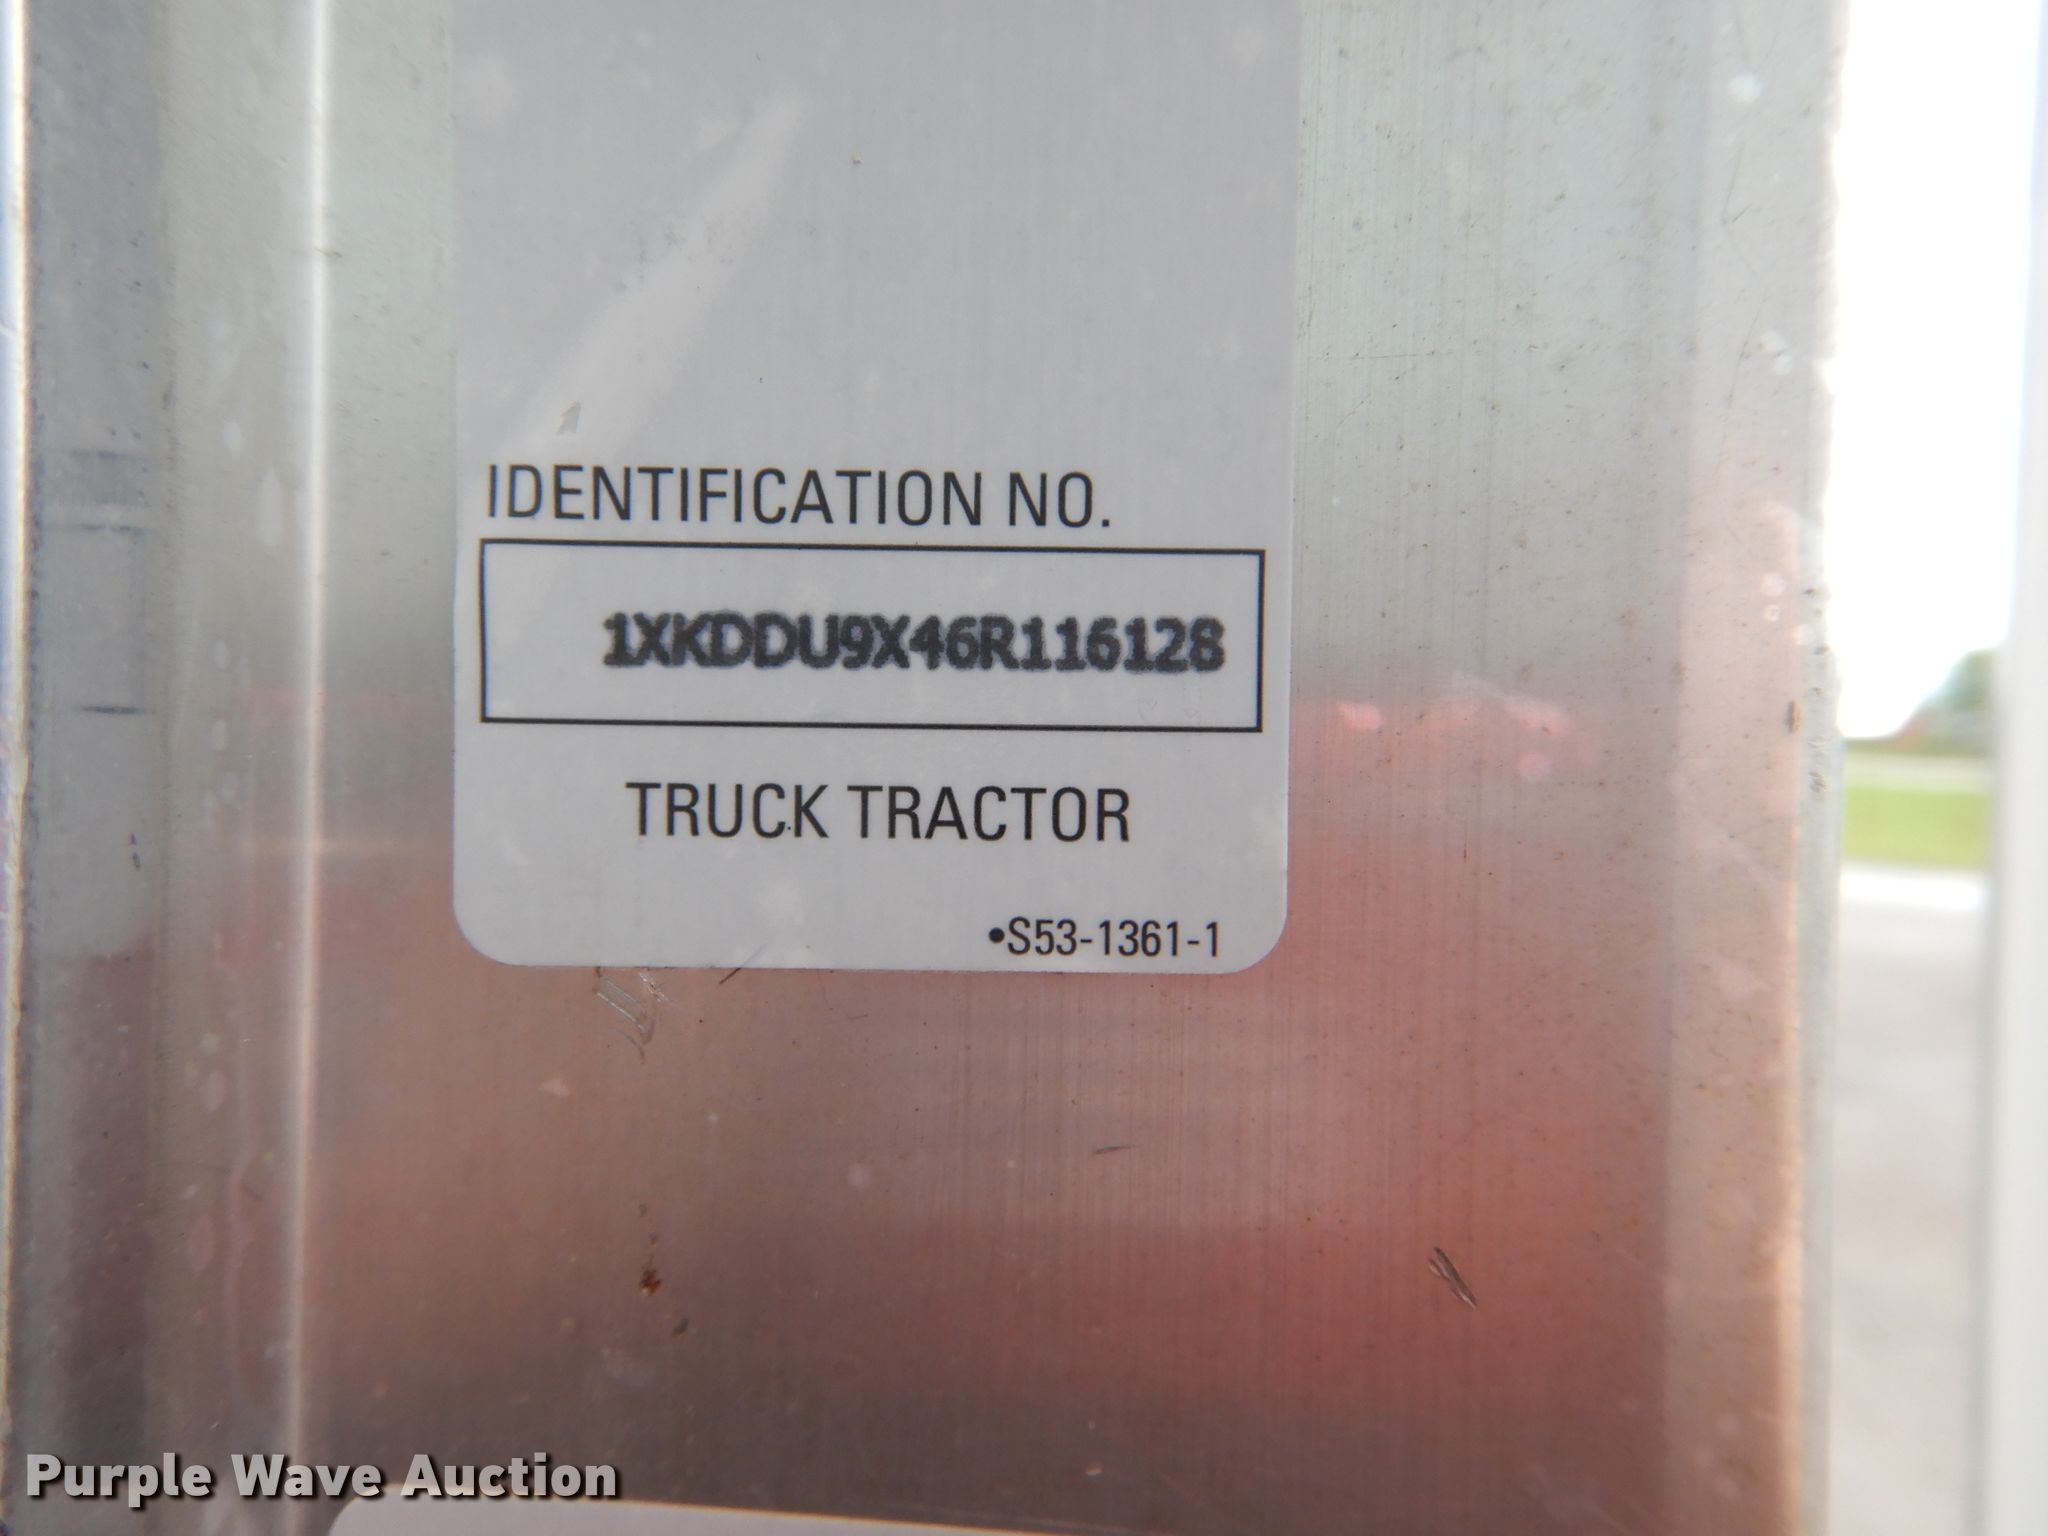 IDENTIFICATION NO.
1XKDDU9X46R116128
TRUCK TRACTOR
•S53-1361-1
Purple Wave Auction